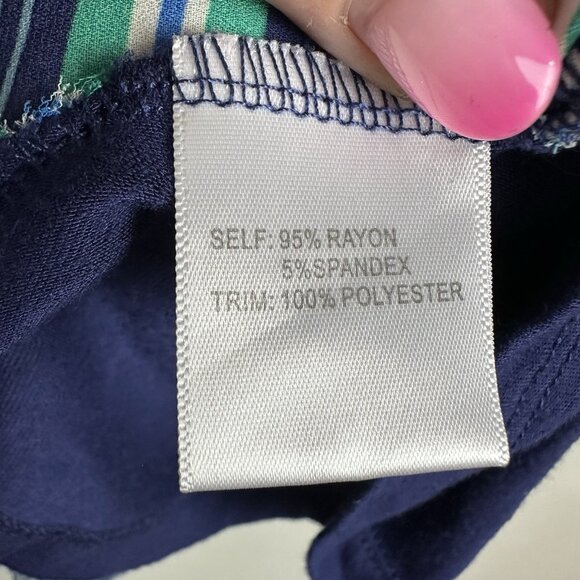 SELF: 95% RAYON
5%SPANDEX
TRIM: 100% POLYESTER